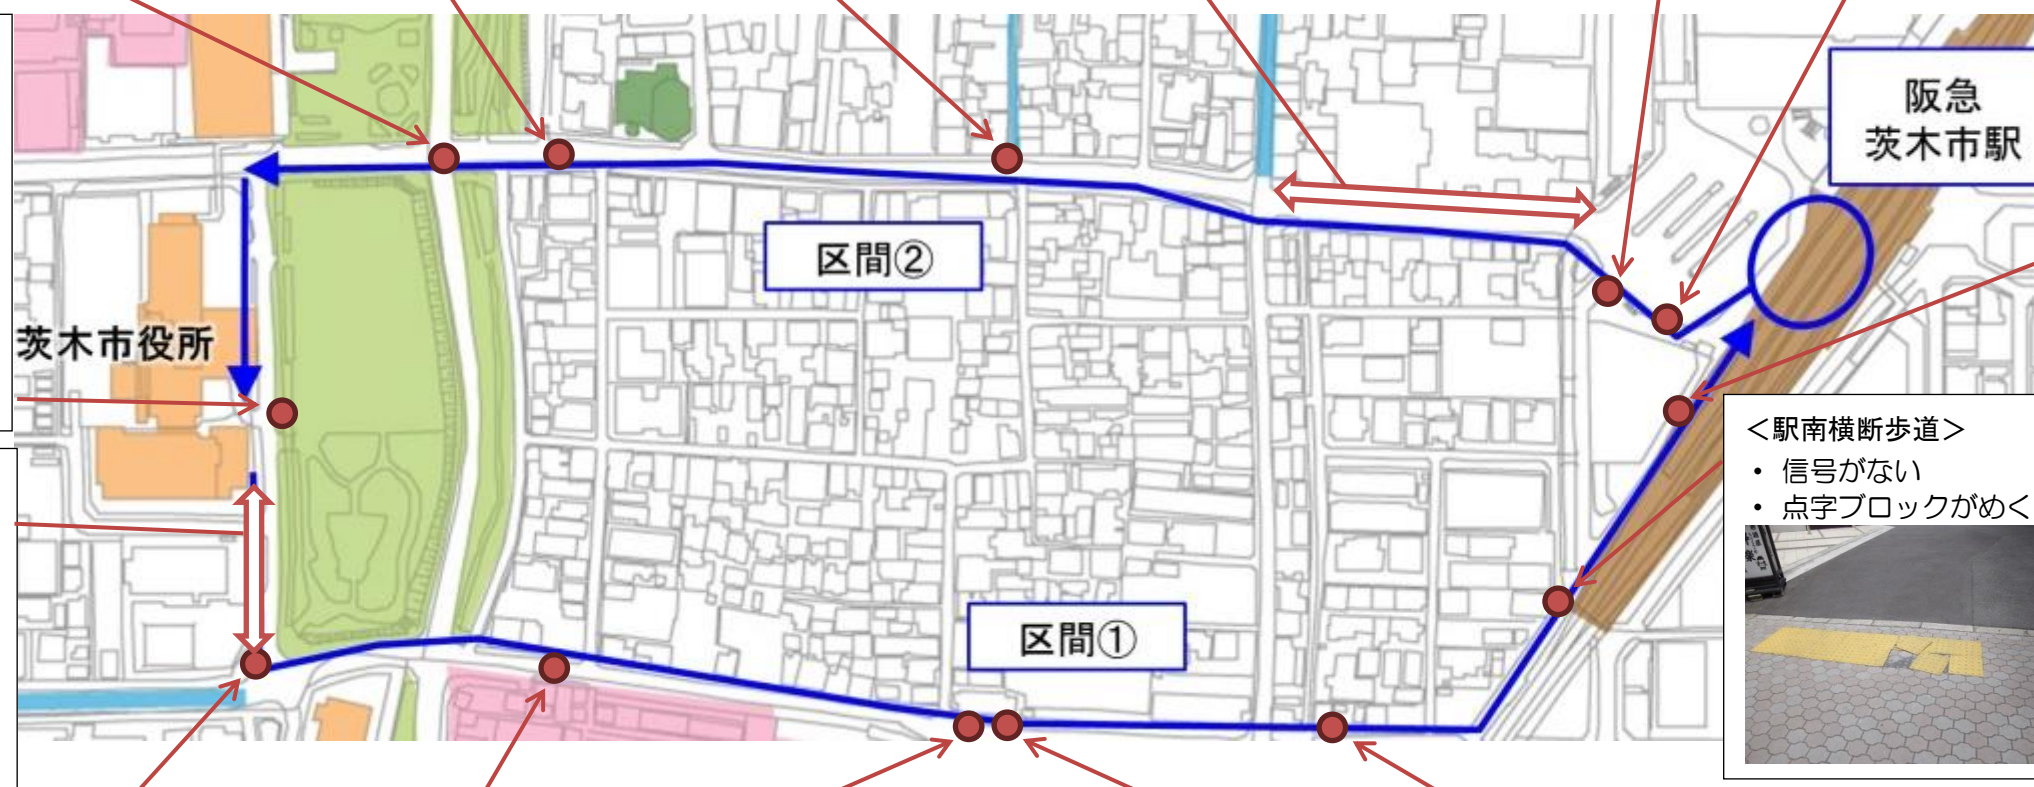 阪急
茨木市駅
区間②
茨木市役所
区間①
<駅南横断歩道>
・ 信号がない
・ 点字ブロックがめく